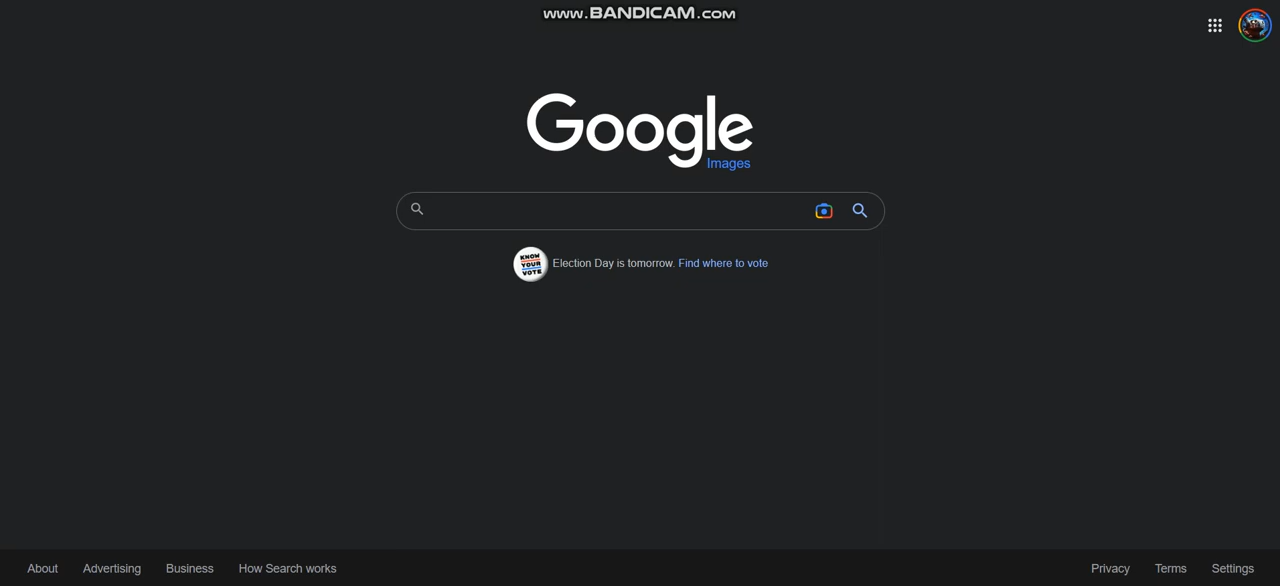 www.BANDICAM.com
Google
Images
KNOW
YOUR
VOTE
Election Day is tomorrow. Find where to vote
About Advertising Business How Search works Privacy Terms Settings